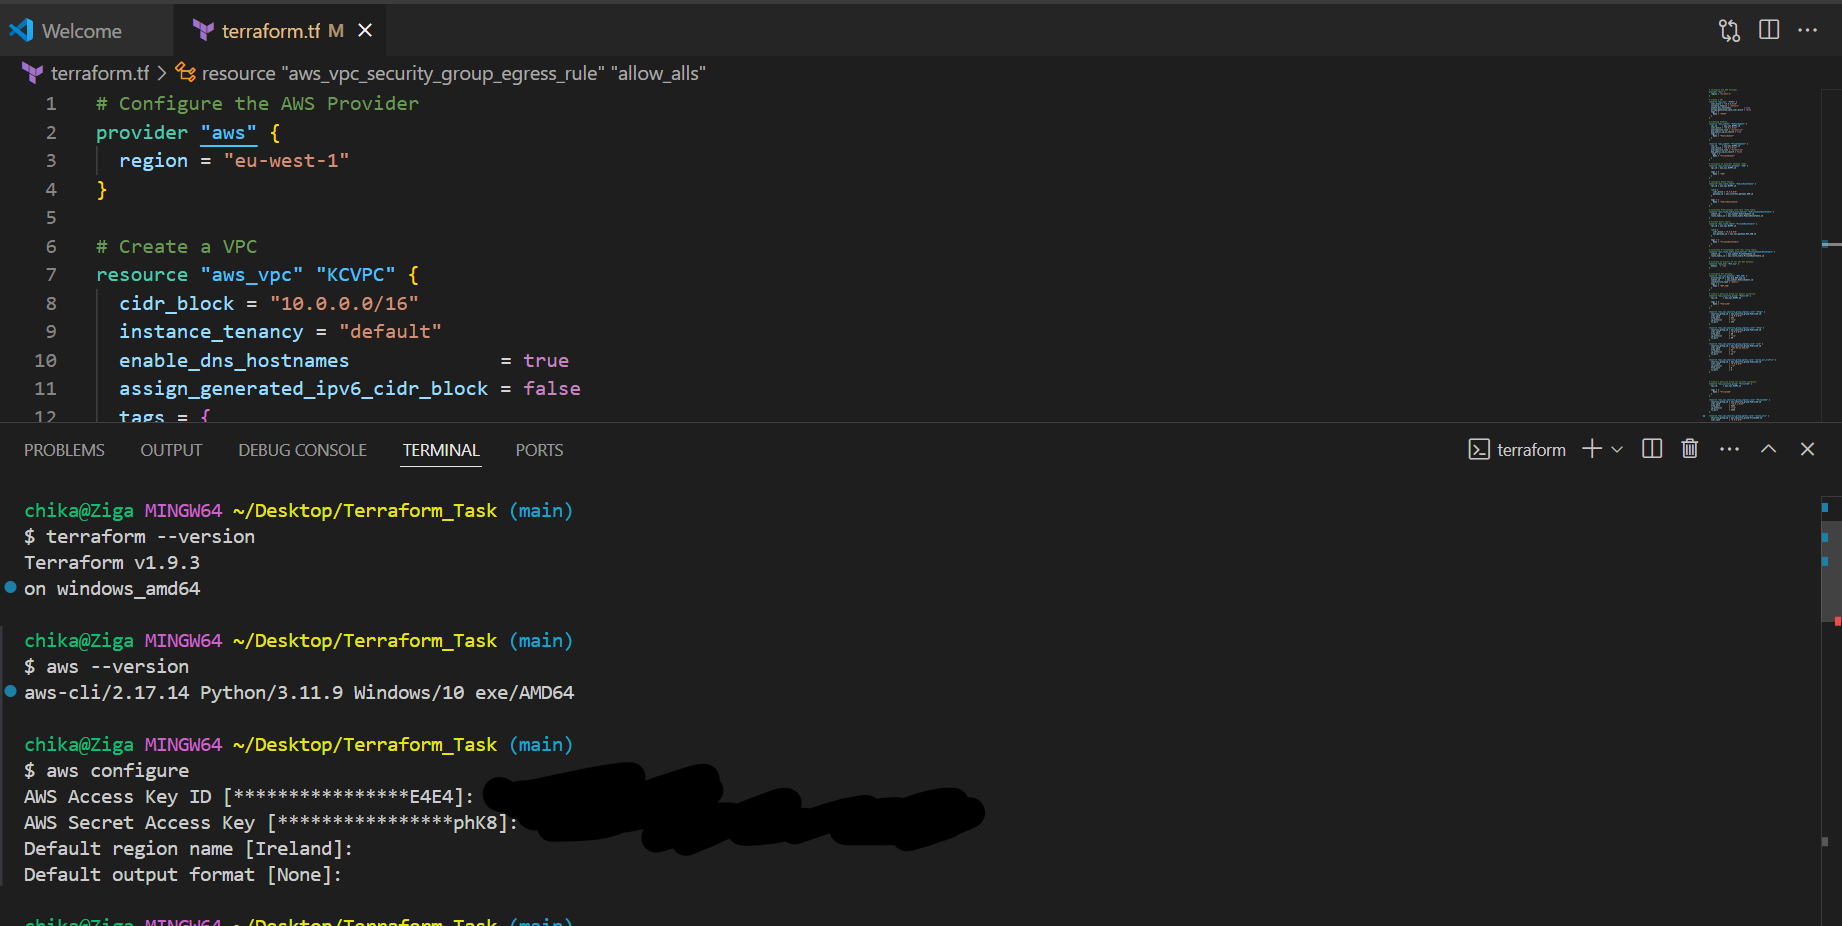 Welcome
terraform.tf M
terraform.tf > resource "aws_vpc_security_group_egress_rule" "allow_alls"
1 # Configure the AWS Provider
2 provider "aws" {
3 region = "eu-west-1"
4 }
5
6 # Create a VPC
7 resource "aws_vpc" "KCVPC" {
8 cidr_block = "10.0.0.0/16"
9 instance_tenancy = "default"
10 enable_dns_hostnames = true
11 assign_generated_ipv6_cidr_block = false
12 tags = {
PROBLEMS OUTPUT DEBUG CONSOLE TERMINAL PORTS
terraform
chika@Ziga MINGW64 ~/Desktop/Terraform_Task (main)
$ terraform --version
Terraform v1.9.3
on windows_amd64
chika@Ziga MINGW64 ~/Desktop/Terraform_Task (main)
$ aws --version
aws-cli/2.17.14 Python/3.11.9 Windows/10 exe/AMD64
chika@Ziga MINGW64 ~/Desktop/Terraform_Task (main)
$ aws configure
AWS Access Key ID [****************E4E4]:
AWS Secret Access Key [****************phK8]:
Default region name [Ireland]:
Default output format [None]:
chika@Ziga MINGW64 ~/Desktop/Terraform_Task (main)